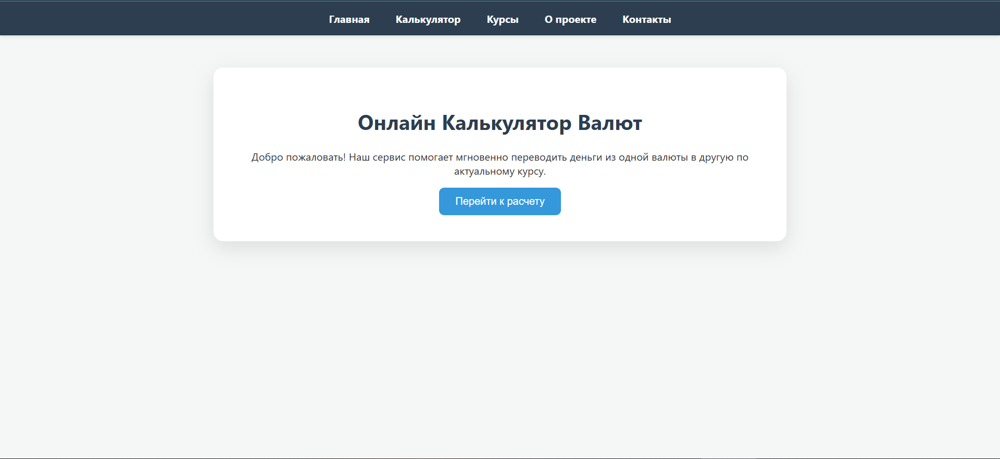 Главная Калькулятор Курсы О проекте Контакты
Онлайн Калькулятор Валют
Добро пожаловать! Наш сервис помогает мгновенно переводить деньги из одной валюты в другую по
актуальному курсу.
Перейти к расчету